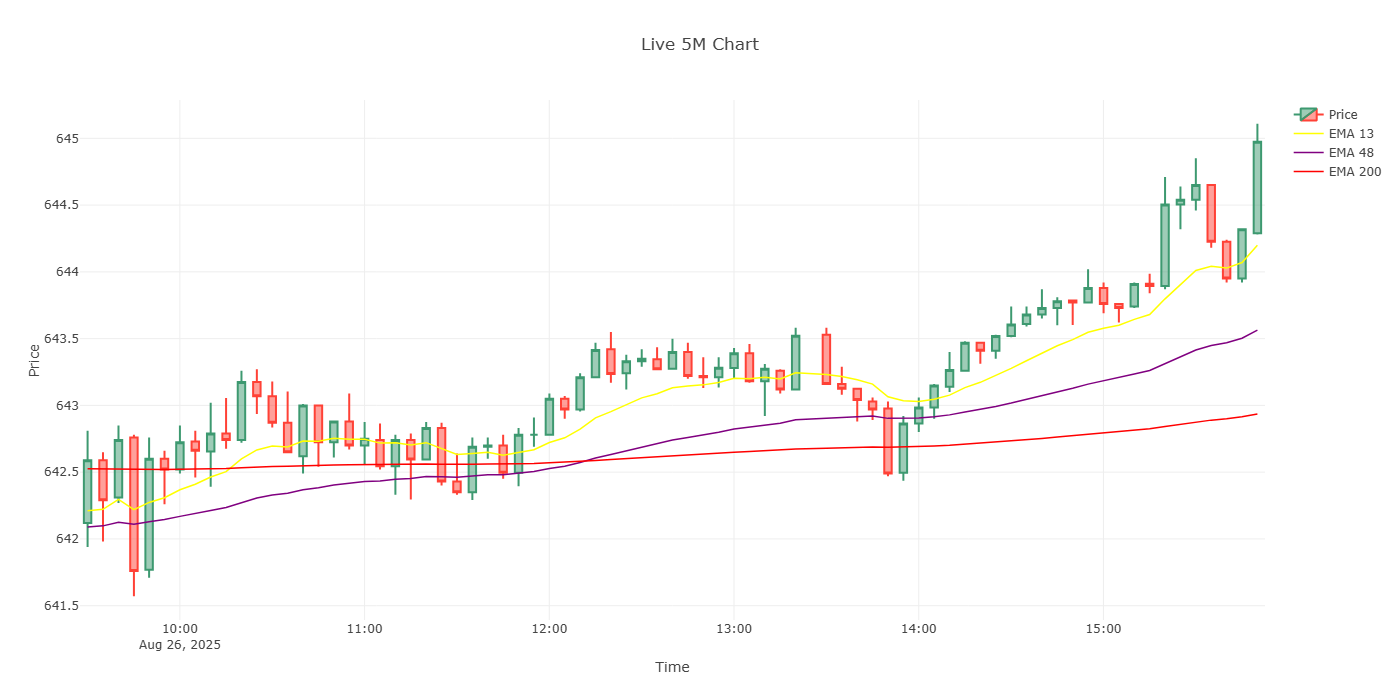 Live 5M Chart
Price
EMA 13
EMA 48
EMA 200
645
644.5
644
643.5
643
642.5
642
641.5
Price
10:00
11:00
12:00
13:00
14:00
15:00
Aug 26, 2025
Time